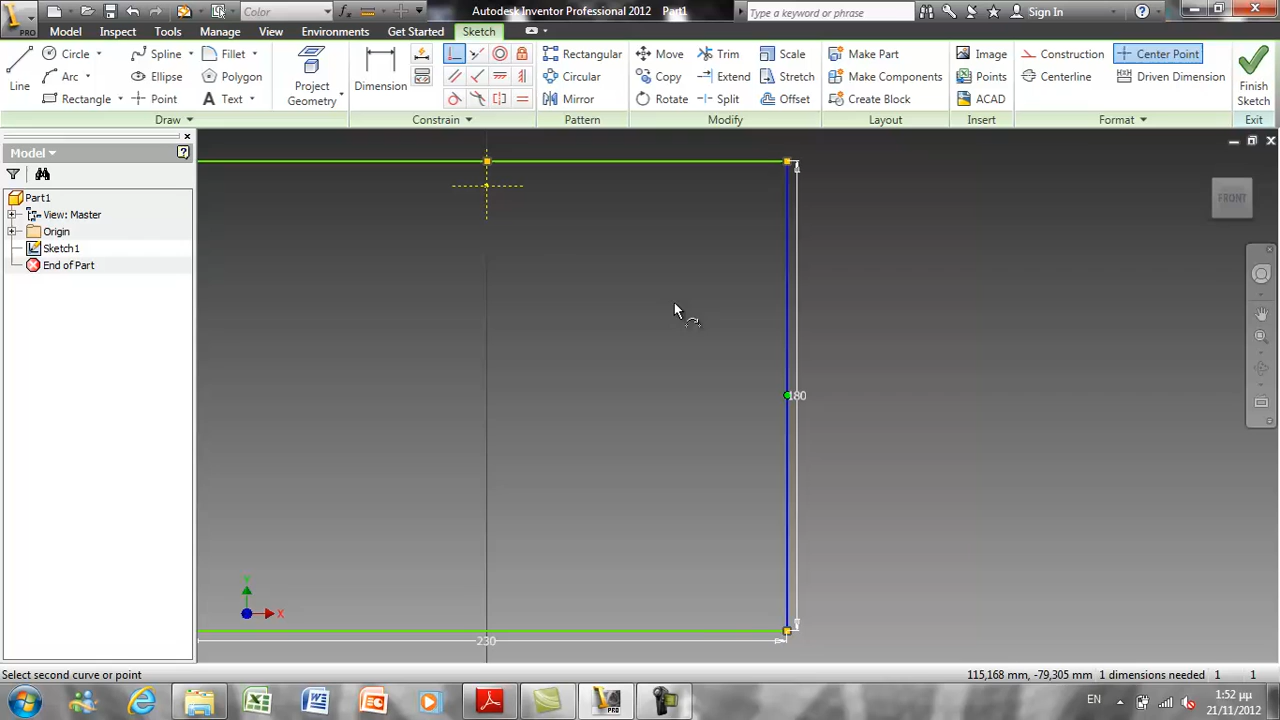 PRO
Color
Autodesk Inventor Professional 2012 Part1
Type a keyword or phrase
Sign In
Model Inspect Tools Manage View Environments Get Started Sketch
Line
Circle
Arc
Rectangle
Spline
Ellipse
Point
Fillet
Polygon
Text
Project
Geometry
Dimension
Rectangular
Circular
Mirror
Move
Copy
Rotate
Trim
Extend
Split
Scale
Stretch
Offset
Make Part
Make Components
Create Block
Image
Points
ACAD
Construction
Centerline
Center Point
Driven Dimension
Finish
Sketch
Draw Constrain Pattern Modify Layout Insert Format Exit
Model
Part1
View: Master
Origin
Sketch1
End of Part
FRONT
180
230
Y
X
Select second curve or point
115,168 mm, -79,305 mm 1 dimensions needed 1 1
EN
1:52 μμ
21/11/2012